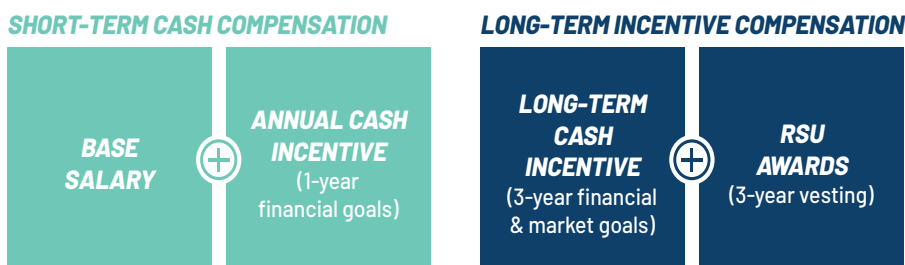 SHORT-TERM CASH COMPENSATION
BASE
SALARY
+
ANNUAL CASH
INCENTIVE
(1-year
financial goals)
LONG-TERM INCENTIVE COMPENSATION
LONG-TERM
CASH
INCENTIVE
(3-year financial
& market goals)
+
RSU
AWARDS
(3-year vesting)